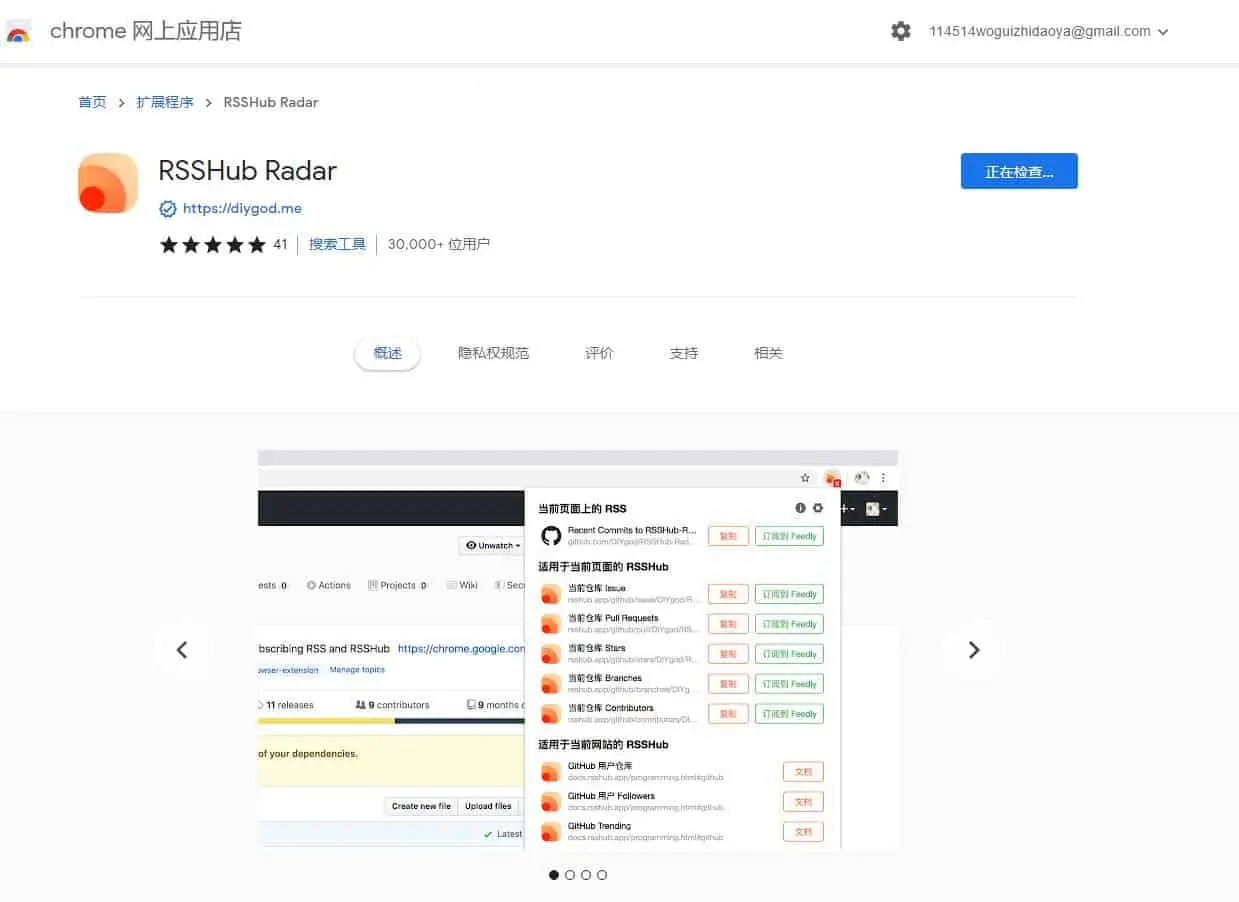 chrome 网上应用店
114514woguizhidaoya@gmail.com
首页 > 扩展程序 > RSSHub Radar
RSSHub Radar
正在检查...
https://diygod.me
41 搜索工具 30,000+ 位用户
概述 隐私权规范 评价 支持 相关
当前页面上的 RSS
Recent Commits to RSSHub-R...
github.com/DIYgod/RSSHub-Rad...
复制 订阅到 Feedly
Unwatch
适用于当前页面的 RSSHub
ests 0 Actions Projects 0 Wiki Sec
当前仓库 Issue
rsshub.app/github/issue/DIYgod/R...
复制 订阅到 Feedly
当前仓库 Pull Requests
rsshub.app/github/pull/DIYgod/RS...
复制 订阅到 Feedly
bscribing RSS and RSSHub https://chrome.google.con
当前仓库 Stars
rsshub.app/github/stars/DIYgod/R...
复制 订阅到 Feedly
owser-extension Manage topics
当前仓库 Branches
rsshub.app/github/branches/DIYg...
复制 订阅到 Feedly
11 releases 9 contributors 9 months
当前仓库 Contributors
rsshub.app/github/contributors/DI...
复制 订阅到 Feedly
of your dependencies.
适用于当前网站的 RSSHub
GitHub 用户仓库
docs.rsshub.app/programming.html#github
文档
GitHub 用户 Followers
docs.rsshub.app/programming.html#github
文档
Create new file Upload files
GitHub Trending
docs.rsshub.app/programming.html#github
文档
Latest